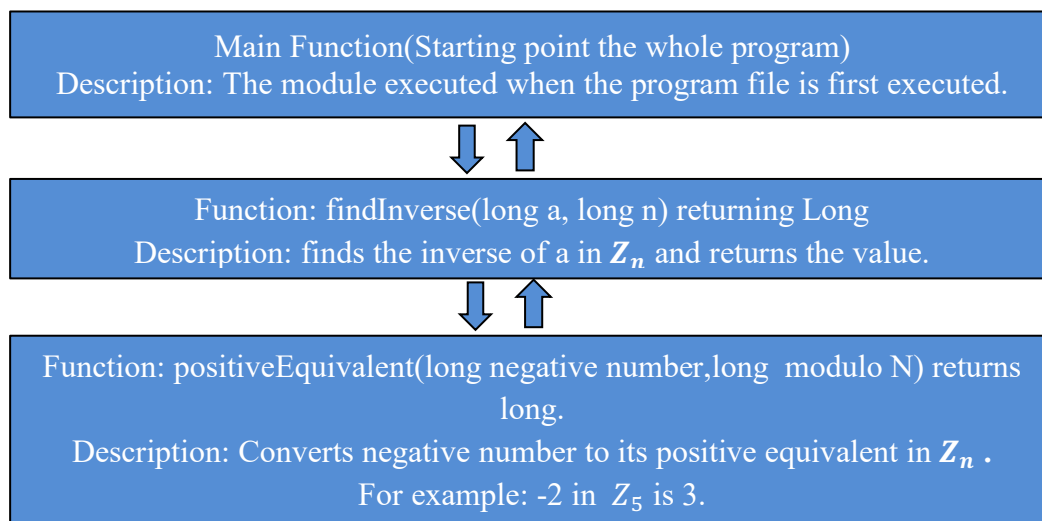 Main Function(Starting point the whole program)
Description: The module executed when the program file is first executed.
Function: findInverse(long a, long n) returning Long
Description: finds the inverse of a in Zₙ and returns the value.
Function: positiveEquivalent(long negative number,long  modulo N) returns
long.
Description: Converts negative number to its positive equivalent in Zₙ .
For example: -2 in Z₅ is 3.